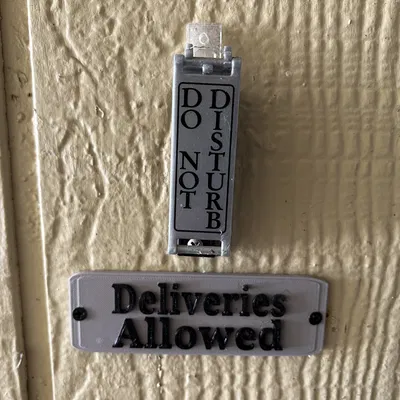 DO NOT
DISTURB
Deliveries
Allowed